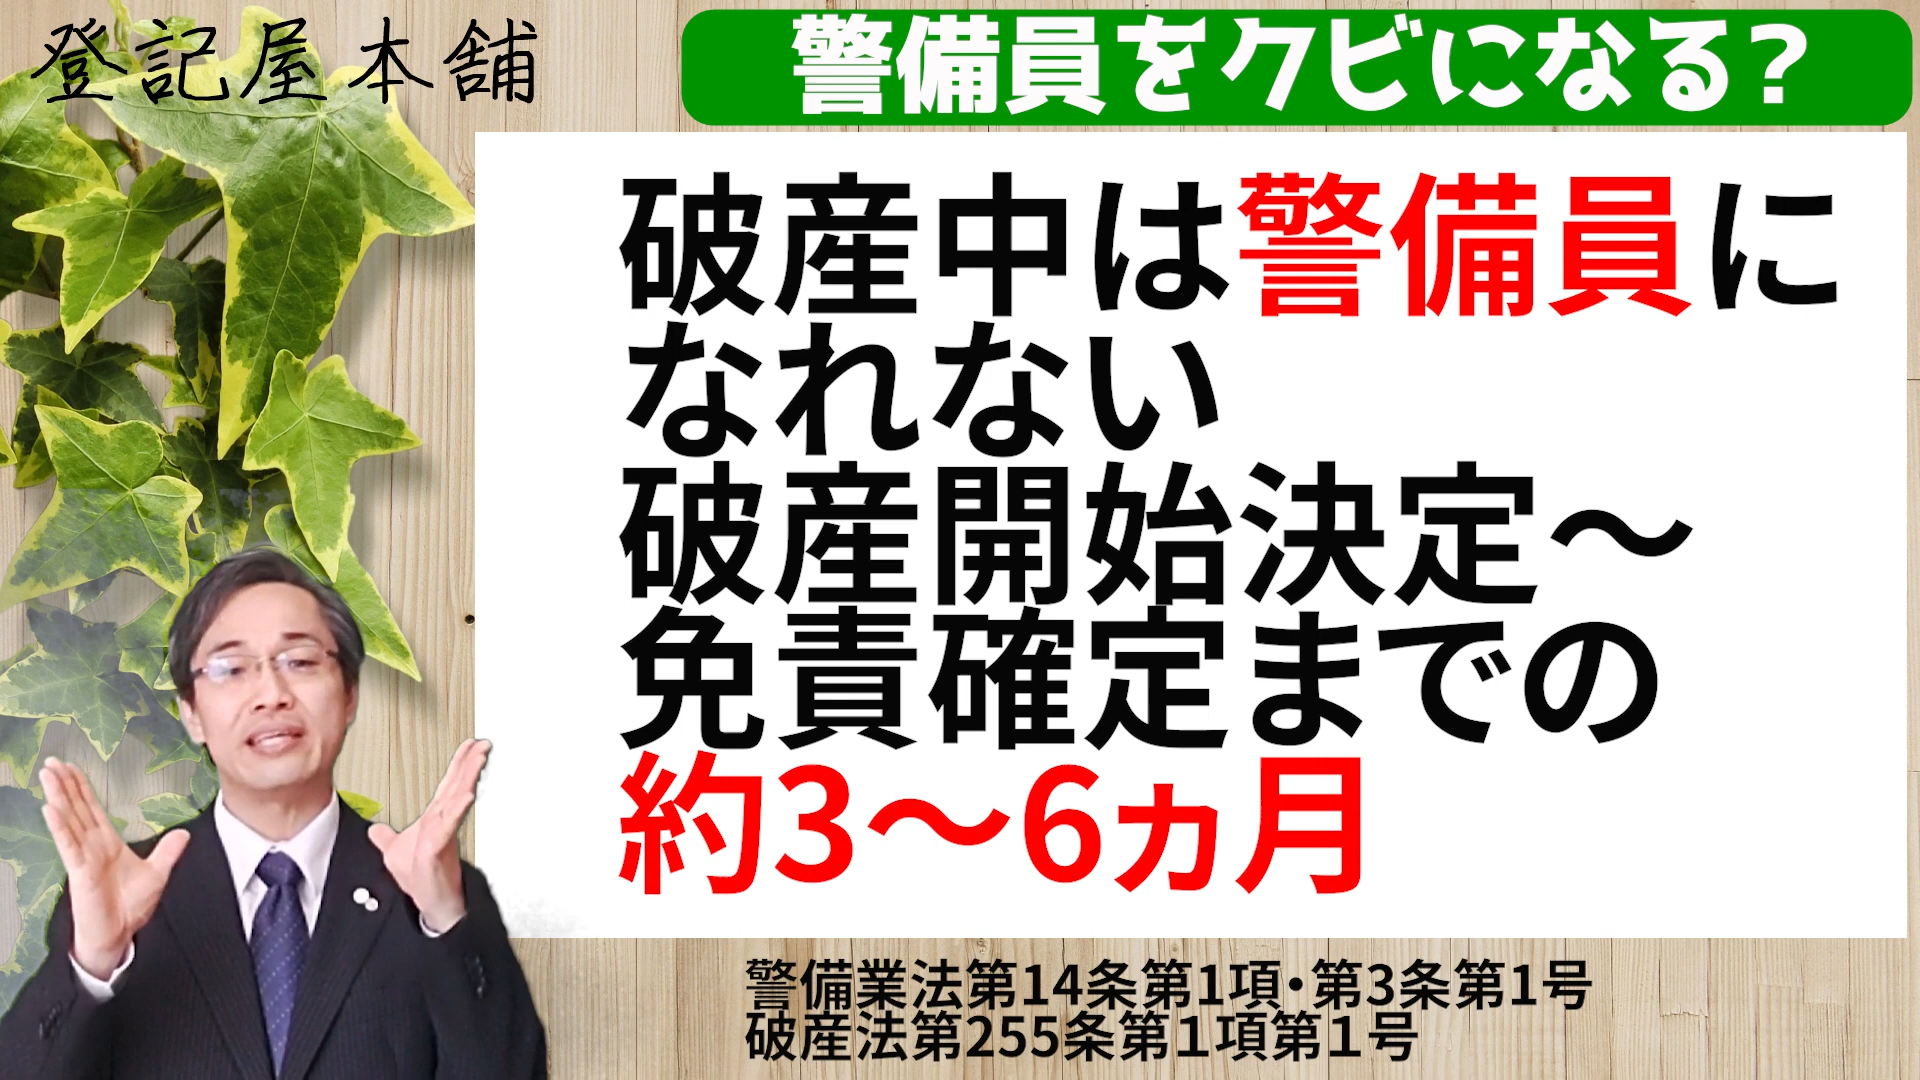 登記屋本舗
警備員をクビになる?
破産中は警備員に
なれない
破産開始決定~
免責確定までの
約3~6ヵ月
警備業法第14条第1項・第3条第1号
破産法第255条第1項第1号